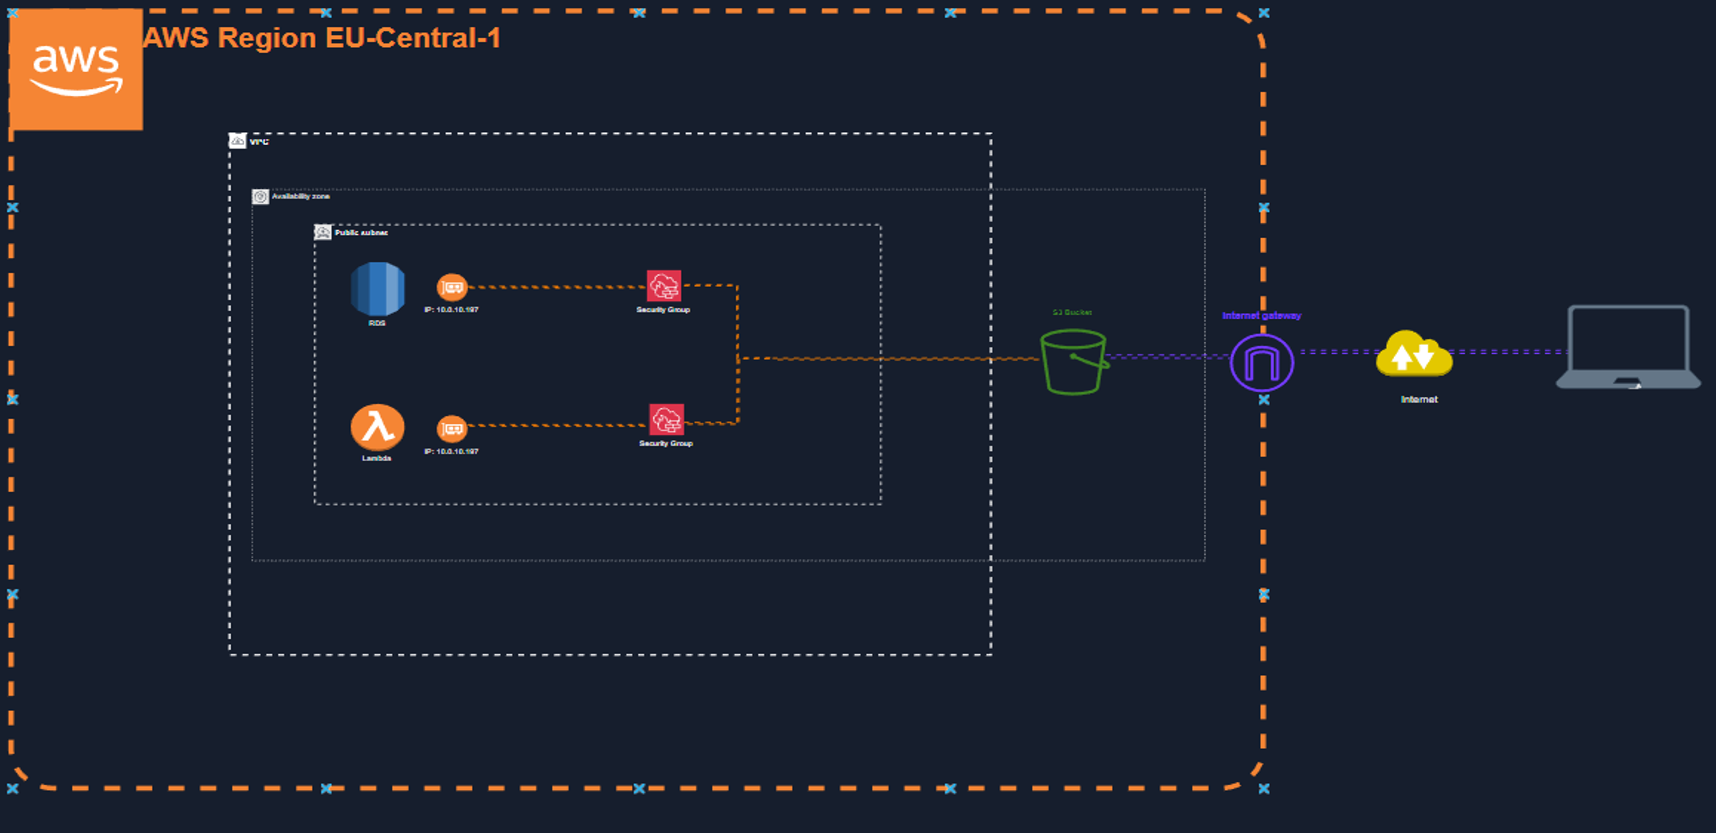 aws
AWS Region EU-Central-1
VPC
Availability zone
Public subnet
RDS
IP: 10.0.10.197
Security Group
S3 Bucket
Internet gateway
Internet
Lambda
IP: 10.0.10.197
Security Group